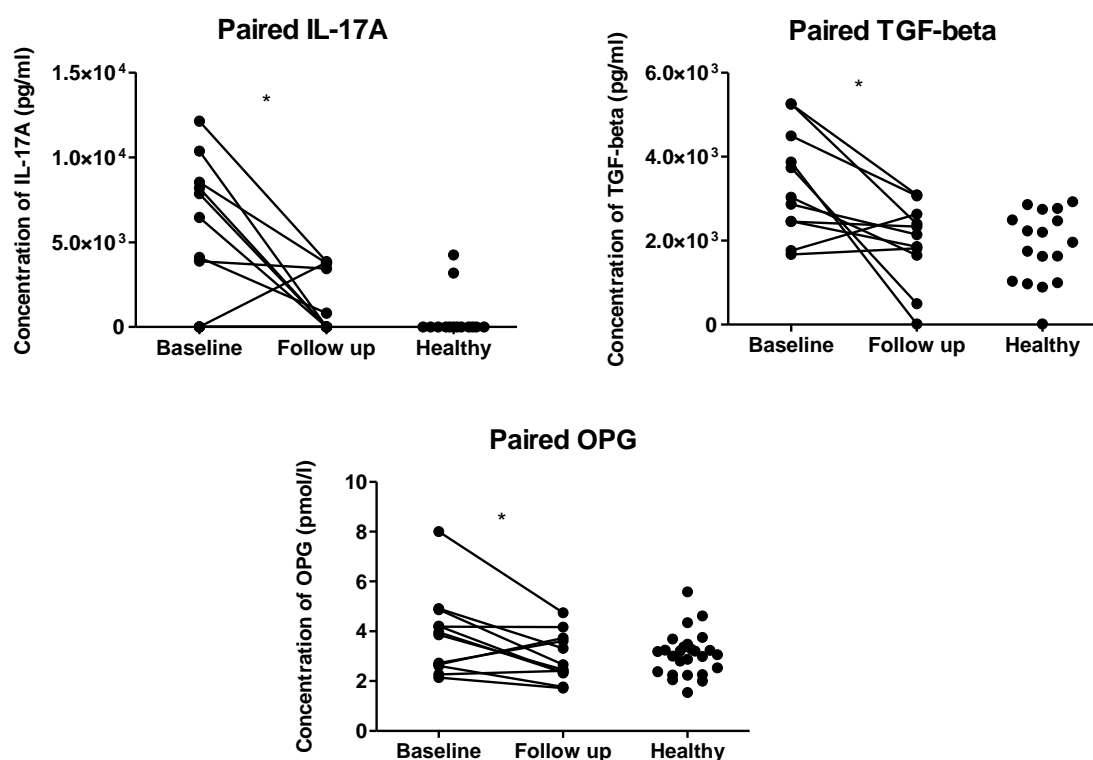 Paired IL-17A
Concentration of IL-17A (pg/ml)
1.5×10⁴
1.0×10⁴
5.0×10³
0
*
Baseline Follow up Healthy
Paired TGF-beta
Concentration of TGF-beta (pg/ml)
6.0×10³
4.0×10³
2.0×10³
0
*
Baseline Follow up Healthy
Paired OPG
Concentration of OPG (pmol/l)
10
8
6
4
2
0
*
Baseline Follow up Healthy